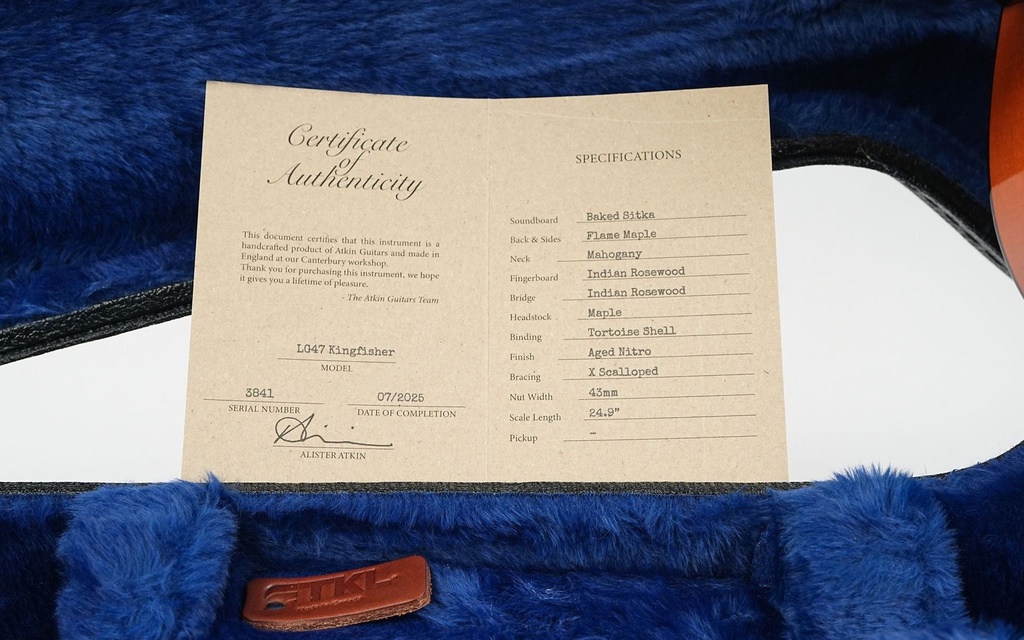 Certificate
of
Authenticity
This document certifies that this instrument is a
handcrafted product of Atkin Guitars and made in
England at our Canterbury workshop.
Thank you for purchasing this instrument, we hope
it gives you a lifetime of pleasure.
- The Atkin Guitars Team
LG47 Kingfisher
MODEL
3841
SERIAL NUMBER
07/2025
DATE OF COMPLETION
ALISTER ATKIN
SPECIFICATIONS
Soundboard Baked Sitka
Back & Sides Flame Maple
Neck Mahogany
Fingerboard Indian Rosewood
Bridge Indian Rosewood
Headstock Maple
Binding Tortoise Shell
Finish Aged Nitro
Bracing X Scalloped
Nut Width 43mm
Scale Length 24.9"
Pickup –